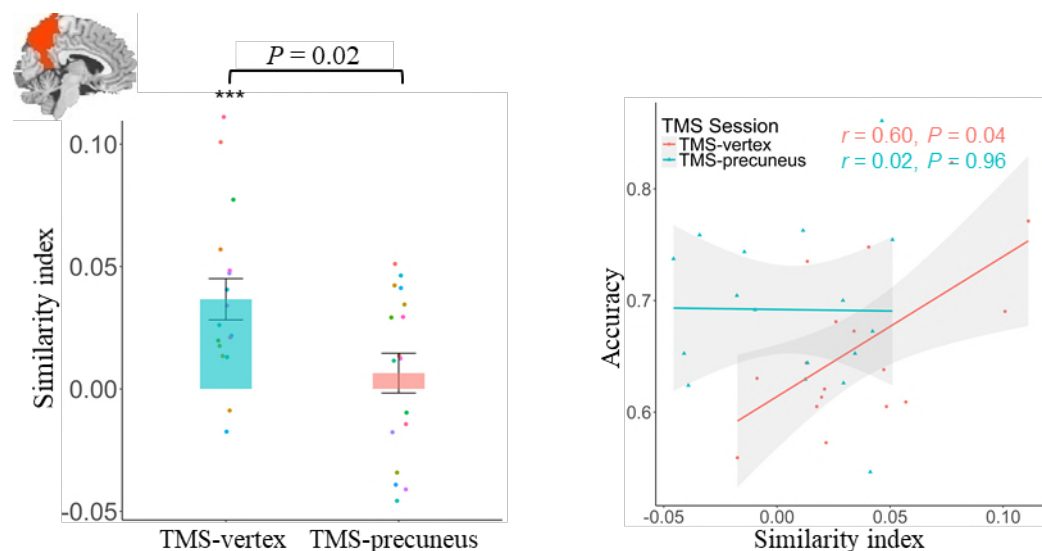 P = 0.02
***
0.10
0.05
0.00
-0.05
Similarity index
TMS-vertex
TMS-precuneus
TMS Session
TMS-vertex
TMS-precuneus
r = 0.60, P = 0.04
r = 0.02, P = 0.96
0.8
0.7
0.6
Accuracy
-0.05
0.00
0.05
0.10
Similarity index